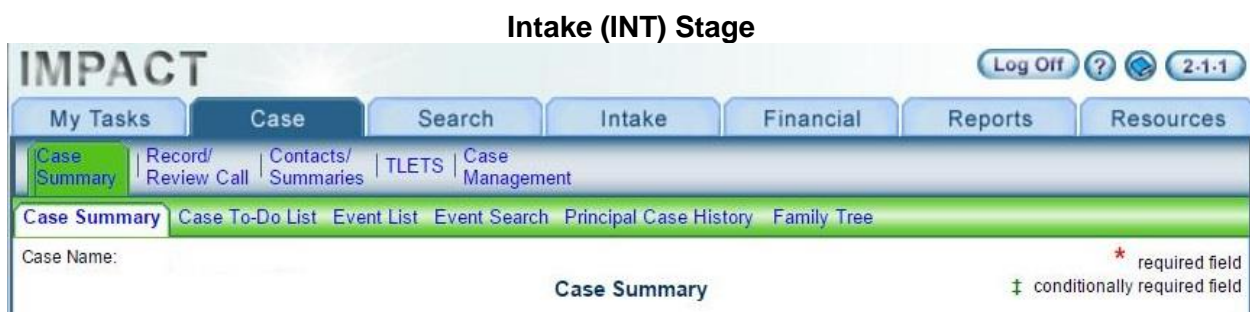 Intake (INT) Stage
IMPACT
Log Off ? 2-1-1
My Tasks Case Search Intake Financial Reports Resources
Case Summary | Record/ Review Call | Contacts/ Summaries | TLETS | Case Management
Case Summary Case To-Do List Event List Event Search Principal Case History Family Tree
Case Name:
* required field
Case Summary
‡ conditionally required field